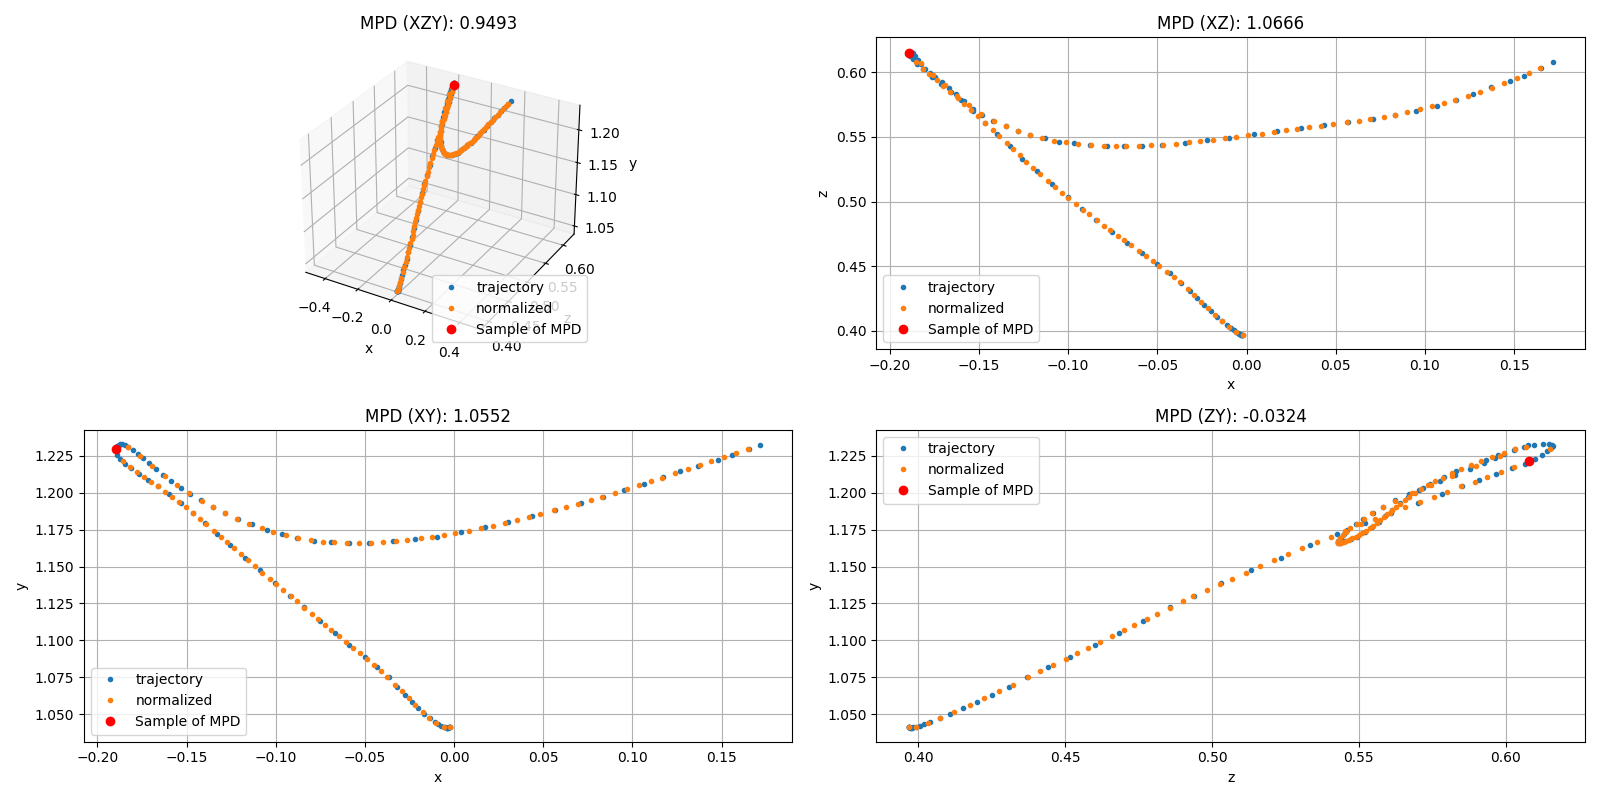 MPD (XZY): 0.9493
1.20
1.15
1.10
1.05
y
−0.4
−0.2
0.0
0.2
0.4
x
0.60
0.55
0.40
z
trajectory
normalized
Sample of MPD
MPD (XZ): 1.0666
0.60
0.55
0.50
0.45
0.40
z
−0.20
−0.15
−0.10
−0.05
0.00
0.05
0.10
0.15
x
trajectory
normalized
Sample of MPD
MPD (XY): 1.0552
1.225
1.200
1.175
1.150
1.125
1.100
1.075
1.050
y
−0.20
−0.15
−0.10
−0.05
0.00
0.05
0.10
0.15
x
trajectory
normalized
Sample of MPD
MPD (ZY): -0.0324
1.225
1.200
1.175
1.150
1.125
1.100
1.075
1.050
y
0.40
0.45
0.50
0.55
0.60
z
trajectory
normalized
Sample of MPD